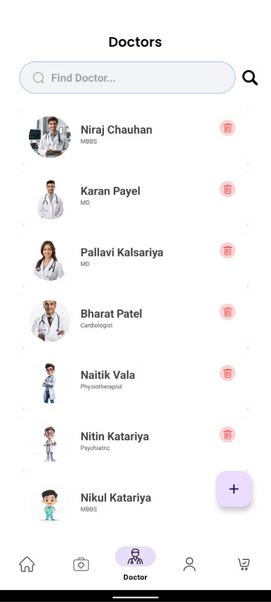 Doctors
Find Doctor...
Niraj Chauhan
MBBS
Karan Payel
MD
Pallavi Kalsariya
MD
Bharat Patel
Cardiologist
Naitik Vala
Physiotherapist
Nitin Katariya
Psychiatric
Nikul Katariya
MBBS
+
Doctor